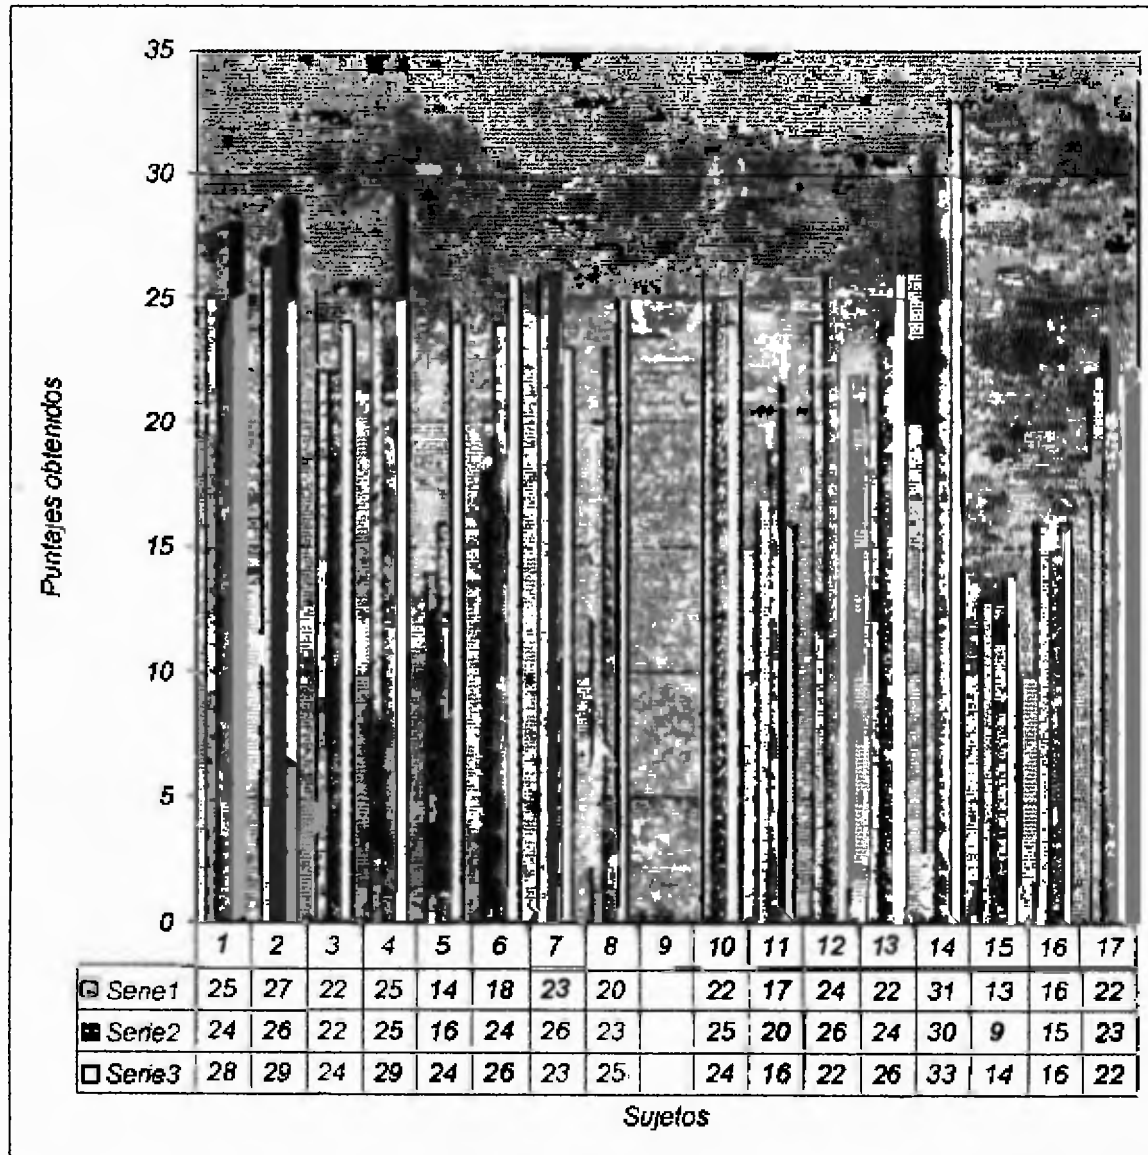 35
30
25
20
15
10
5
0
Puntajes obtenidos
1 2 3 4 5 6 7 8 9 10 11 12 13 14 15 16 17
Serie1 25 27 22 25 14 18 23 20 22 17 24 22 31 13 16 22
Serie2 24 26 22 25 16 24 26 23 25 20 26 24 30 9 15 23
Serie3 28 29 24 29 24 26 23 25 24 16 22 26 33 14 16 22
Sujetos